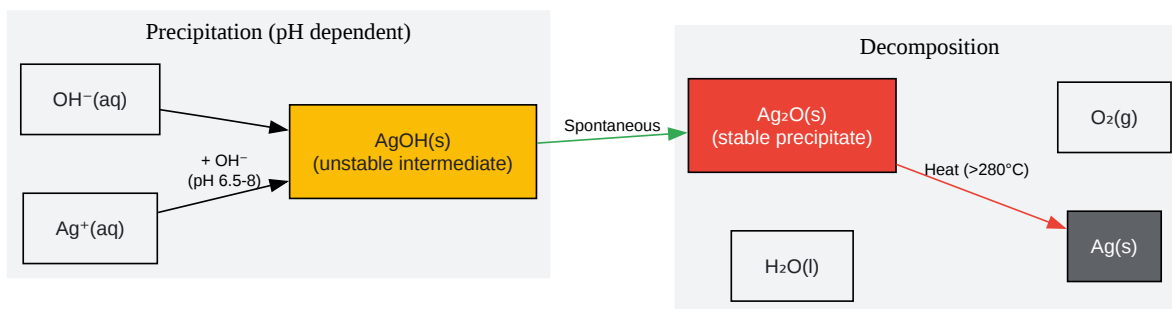 Precipitation (pH dependent)
OH⁻(aq)
+ OH⁻
(pH 6.5-8)
Ag⁺(aq)
AgOH(s)
(unstable intermediate)
Spontaneous
Decomposition
Ag₂O(s)
(stable precipitate)
O₂(g)
Heat (>280°C)
Ag(s)
H₂O(l)